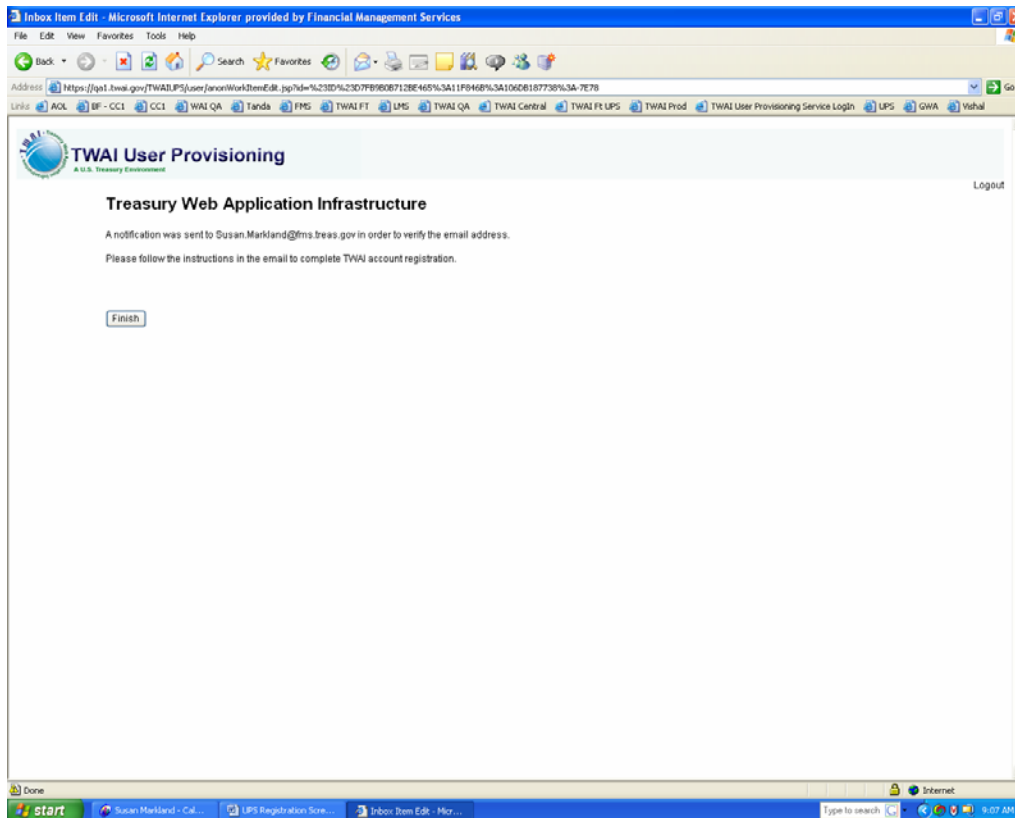 Inbox Item Edit - Microsoft Internet Explorer provided by Financial Management Services
File Edit View Favorites Tools Help
Back Search Favorites
Address https://qa1.twai.gov/TWAIUPS/user/anonWorkItemEdit.jsp?id=%23ID%23D7FB9B0B712BE465%3A11F846B%3A106DB187738%3A-7E78 Go
Links AOL BF - CC1 CC1 WAI QA Tanda FMS TWAI FT LMS TWAI QA TWAI Central TWAI Ft UPS TWAI Prod TWAI User Provisioning Service LogIn UPS GWA Vishal
TWAI
TWAI User Provisioning
A U.S. Treasury Environment
Logout
Treasury Web Application Infrastructure
A notification was sent to Susan.Markland@fms.treas.gov in order to verify the email address.
Please follow the instructions in the email to complete TWAI account registration.
Finish
Done Internet
start Susan Markland - Cal... UPS Registration Scre... Inbox Item Edit - Micr... Type to search 9:07 AM